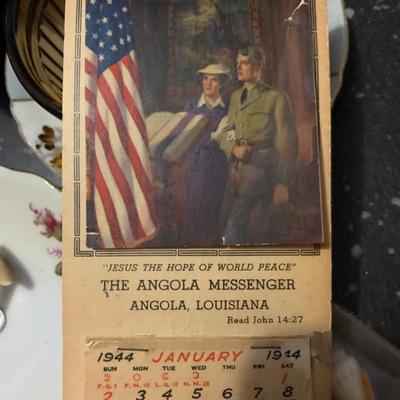 "JESUS THE HOPE OF WORLD PEACE"
THE ANGOLA MESSENGER
ANGOLA, LOUISIANA
Read John 14:27
1944 JANUARY 1944
SUN MON TUE WED THU FRI SAT
1
2 3 4 5 6 7 8